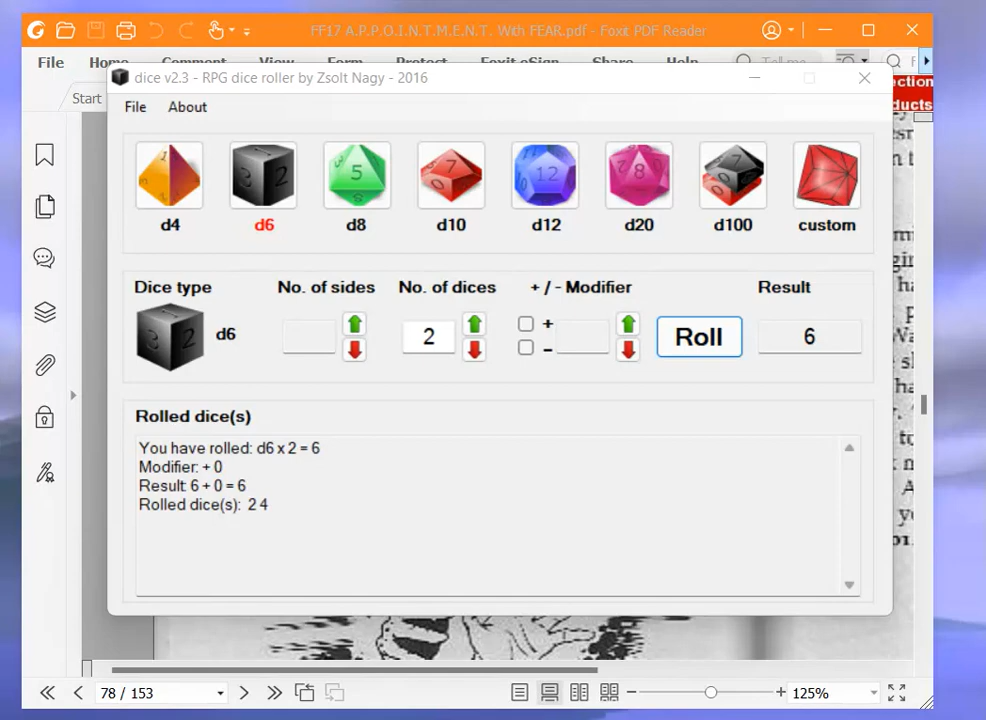 FF17 A.P.P.O.I.N.T.M.E.N.T. With FEAR.pdf - Foxit PDF Reader
File
dice v2.3 - RPG dice roller by Zsolt Nagy - 2016
Start
File About
ction
ducts
d4 d6 d8 d10 d12 d20 d100 custom
Dice type No. of sides No. of dices + / - Modifier Result
d6 2 + - Roll 6
Rolled dice(s)
You have rolled: d6 x 2 = 6
Modifier: + 0
Result: 6 + 0 = 6
Rolled dice(s): 2 4
78 / 153 125%